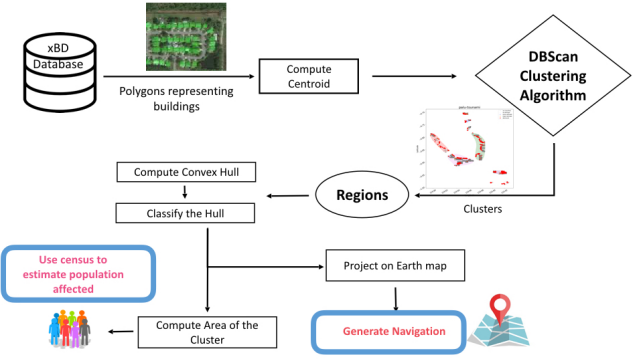 xBD
Database
Polygons representing
buildings
Compute
Centroid
DBScan
Clustering
Algorithm
Clusters
Regions
Compute Convex Hull
Classify the Hull
Use census to
estimate population
affected
Project on Earth map
Compute Area of the
Cluster
Generate Navigation